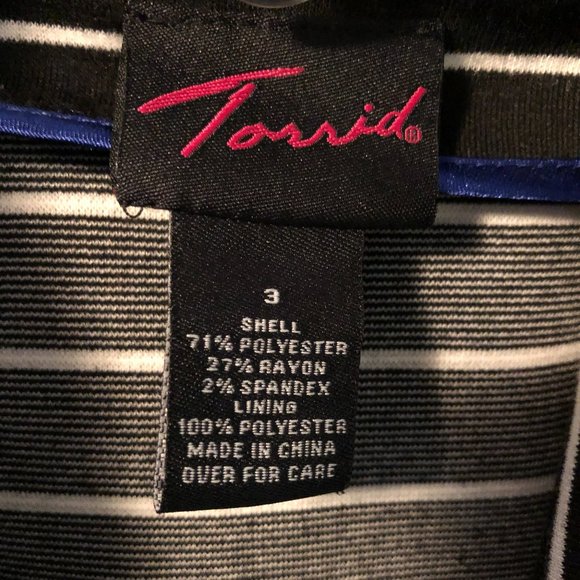 Torrid®
3
SHELL
71% POLYESTER
27% RAYON
2% SPANDEX
LINING
100% POLYESTER
MADE IN CHINA
OVER FOR CARE